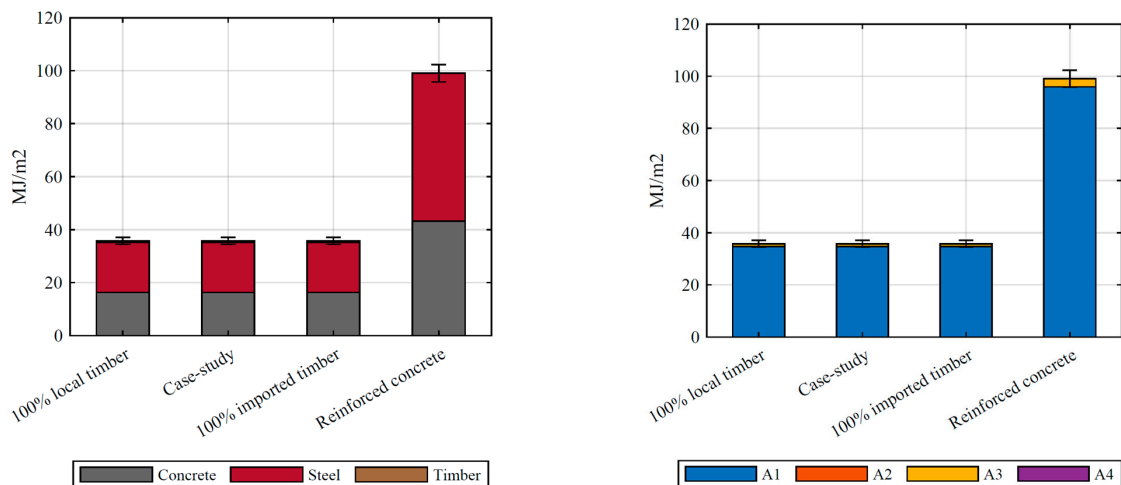 120
100
80
60
40
20
0
MJ/m2
100% local timber
Case-study
100% imported timber
Reinforced concrete
Concrete Steel Timber
120
100
80
60
40
20
0
MJ/m2
100% local timber
Case-study
100% imported timber
Reinforced concrete
A1 A2 A3 A4